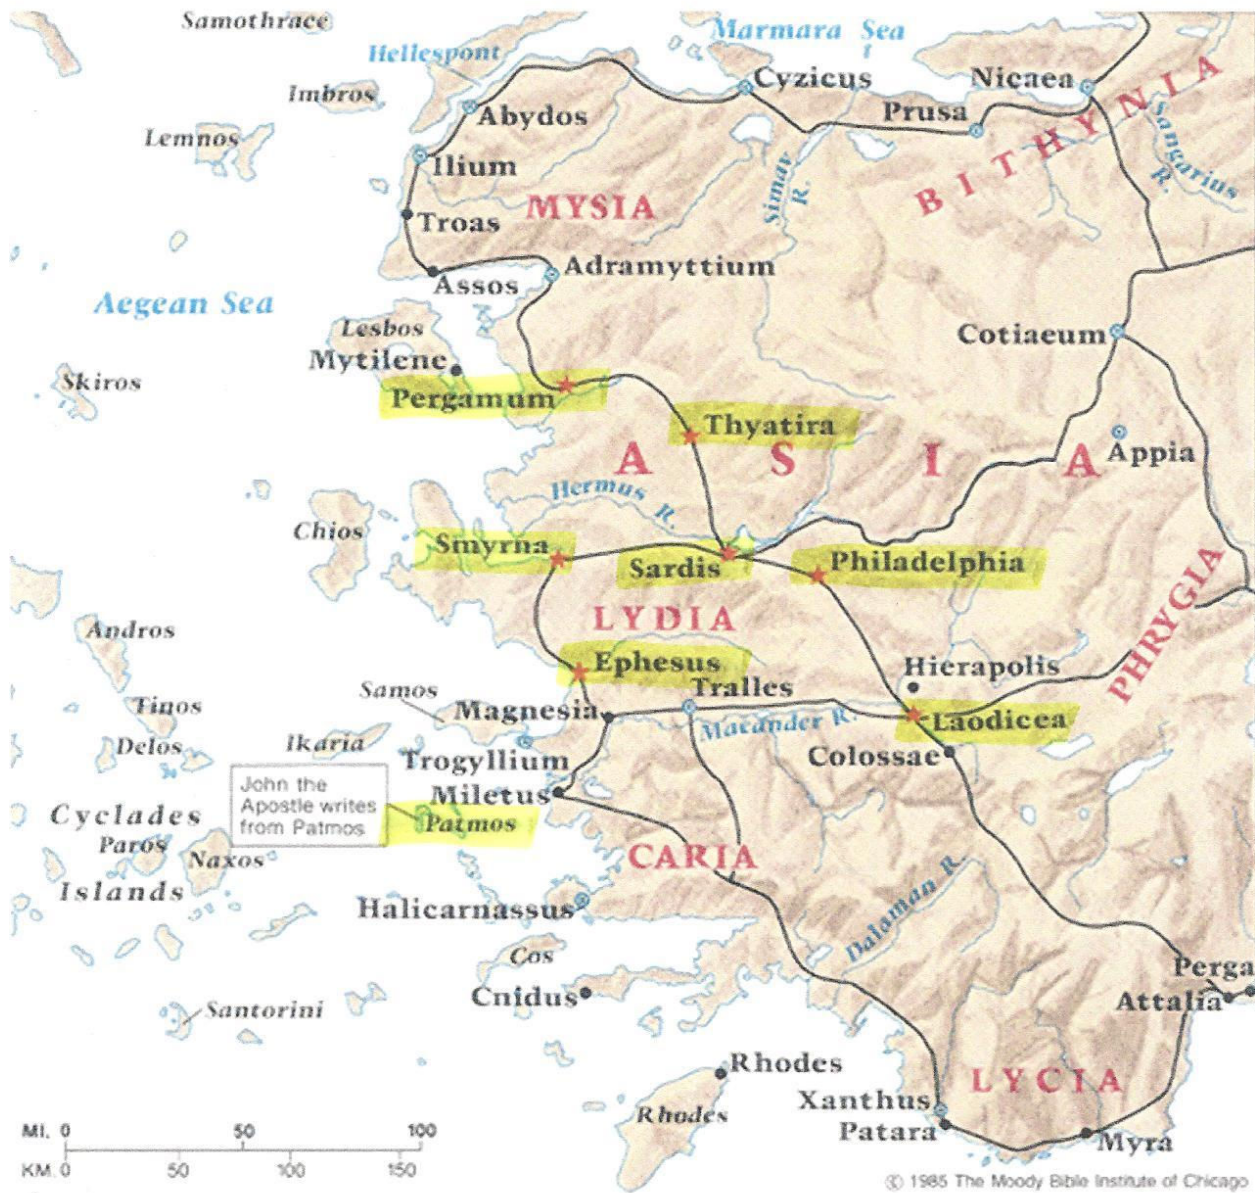 Samothrace
Marmara Sea
Hellespont
Cyzicus
Nicaea
Imbros
Abydos
Prusa
Lemnos
Ilium
BITHYNIA
Sangarius R.
Simav R.
MYSIA
Troas
Adramyttium
Assos
Aegean Sea
Lesbos
Cotiaeum
Mytilene
Skiros
Pergamum
Thyatira
ASIA
Appia
Hermus R.
Chios
Smyrna
Sardis
Philadelphia
LYDIA
PHRYGIA
Andros
Ephesus
Hierapolis
Samos
Tralles
Tinos
Magnesia
Maeander R.
Laodicea
Delos
Ikaria
Trogyllium
Colossae
John the
Apostle writes
from Patmos
Miletus
Cyclades
Patmos
Paros
Naxos
CARIA
Islands
Halicarnassus
Dalaman R.
Cos
Perga
Cnidus
Attalia
Santorini
Rhodes
LYCIA
Xanthus
Rhodes
Patara
Myra
MI. 0 50 100
KM. 0 50 100 150
© 1985 The Moody Bible Institute of Chicago